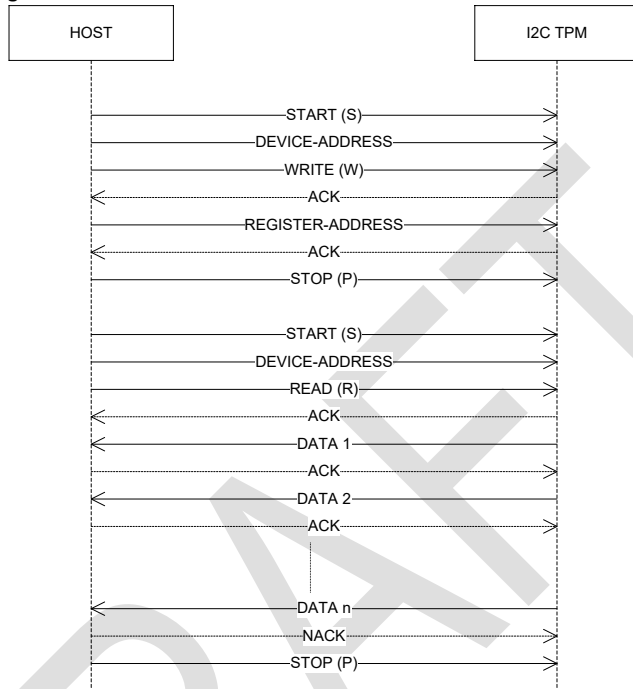 HOST
I2C TPM
START (S)
DEVICE-ADDRESS
WRITE (W)
ACK
REGISTER-ADDRESS
ACK
STOP (P)
START (S)
DEVICE-ADDRESS
READ (R)
ACK
DATA 1
ACK
DATA 2
ACK
DATA n
NACK
STOP (P)